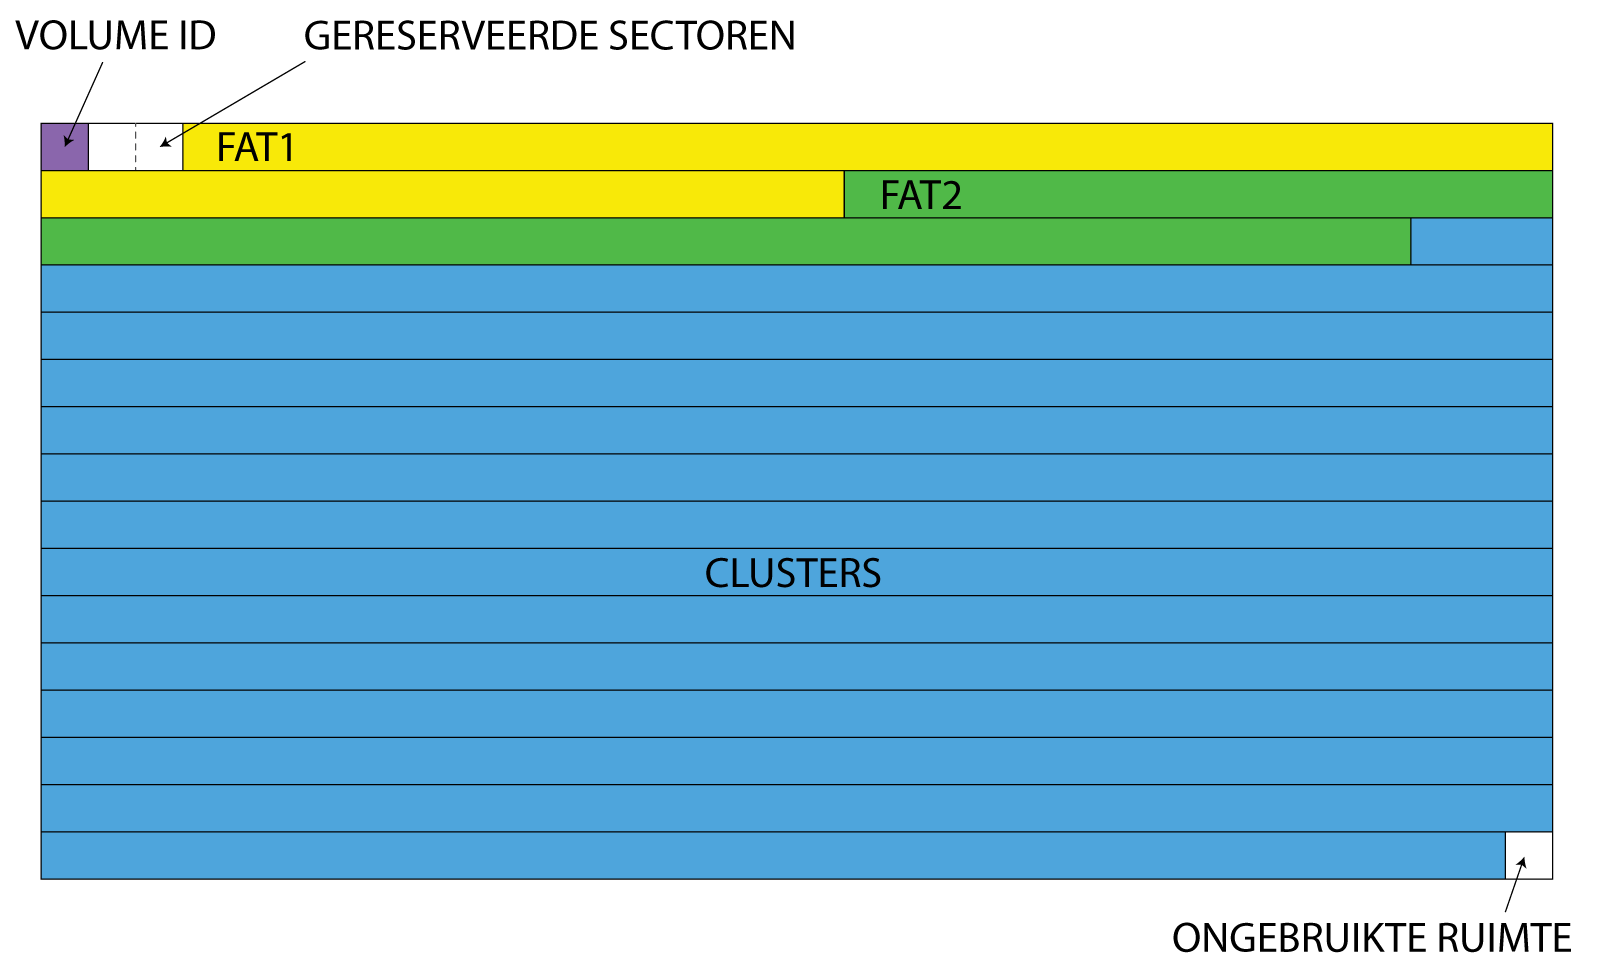 VOLUME ID
GERESERVEERDE SECTOREN
FAT1
FAT2
CLUSTERS
ONGEBRUIKTE RUIMTE